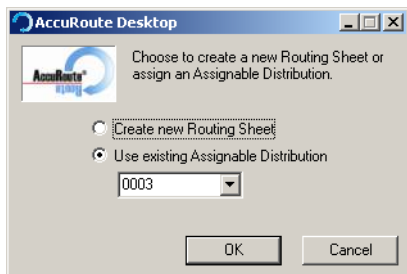 AccuRoute Desktop
Choose to create a new Routing Sheet or
assign an Assignable Distribution.
AccuRoute®
Create new Routing Sheet
Use existing Assignable Distribution
0003
OK
Cancel